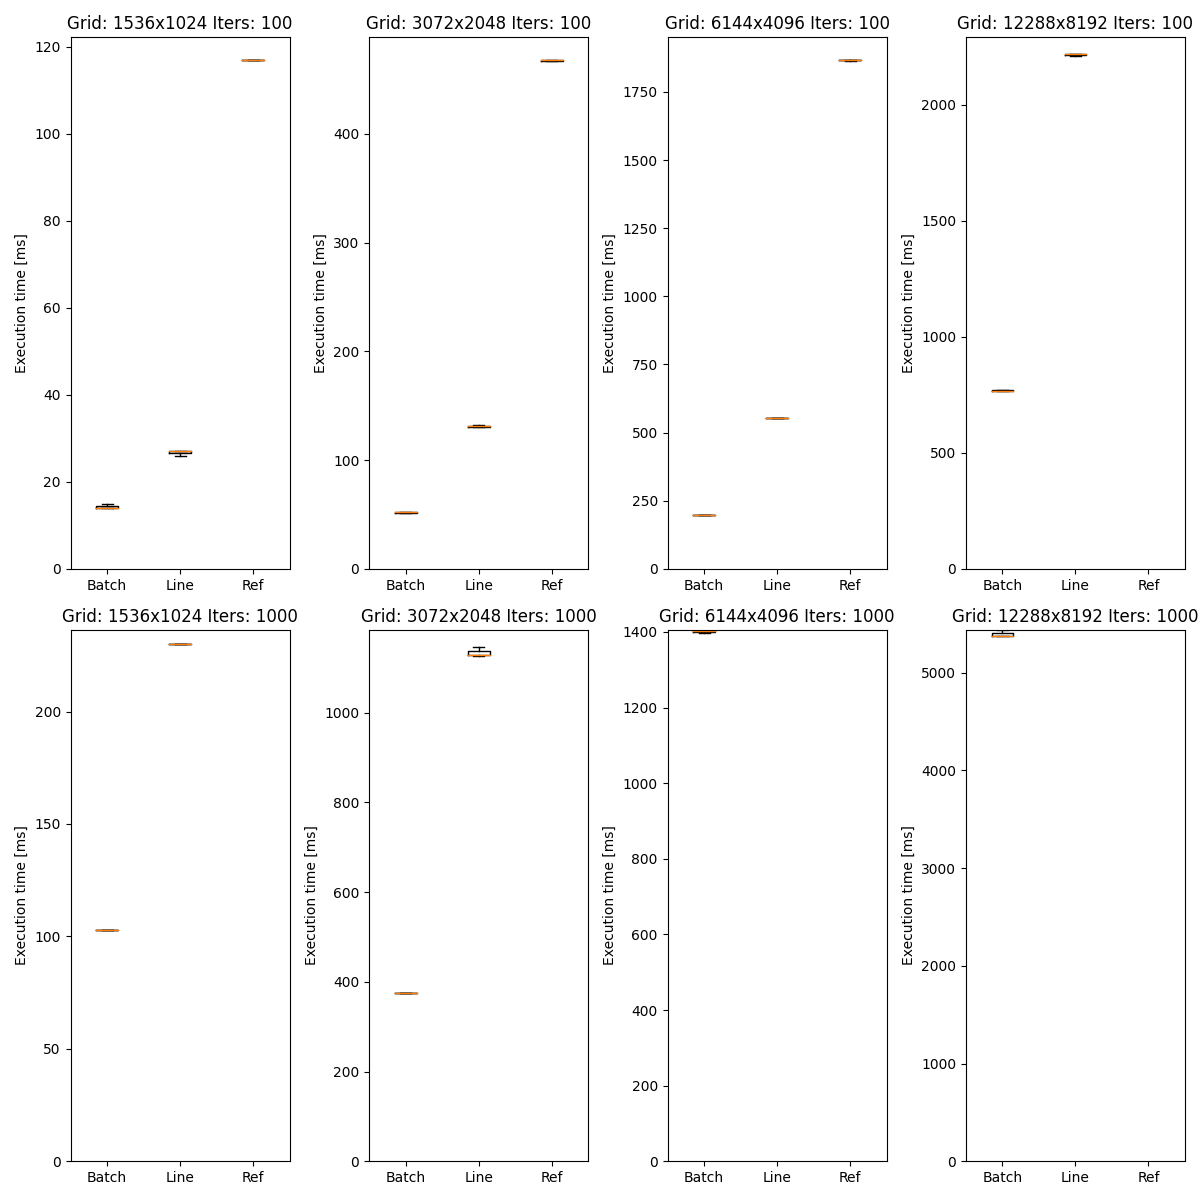 Grid: 1536x1024 Iters: 100
Execution time [ms]
120
100
80
60
40
20
0
Batch Line Ref
Grid: 3072x2048 Iters: 100
Execution time [ms]
400
300
200
100
0
Batch Line Ref
Grid: 6144x4096 Iters: 100
Execution time [ms]
1750
1500
1250
1000
750
500
250
0
Batch Line Ref
Grid: 12288x8192 Iters: 100
Execution time [ms]
2000
1500
1000
500
0
Batch Line Ref
Grid: 1536x1024 Iters: 1000
Execution time [ms]
200
150
100
50
0
Batch Line Ref
Grid: 3072x2048 Iters: 1000
Execution time [ms]
1000
800
600
400
200
0
Batch Line Ref
Grid: 6144x4096 Iters: 1000
Execution time [ms]
1400
1200
1000
800
600
400
200
0
Batch Line Ref
Grid: 12288x8192 Iters: 1000
Execution time [ms]
5000
4000
3000
2000
1000
0
Batch Line Ref